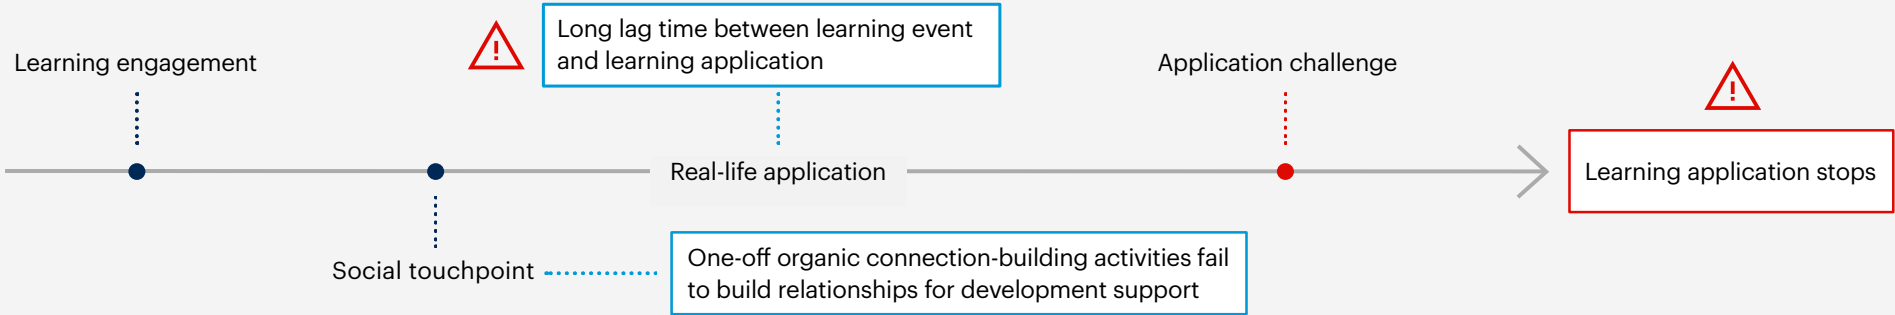 Learning engagement
Long lag time between learning event
and learning application
Application challenge
Real-life application
Learning application stops
Social touchpoint
One-off organic connection-building activities fail
to build relationships for development support